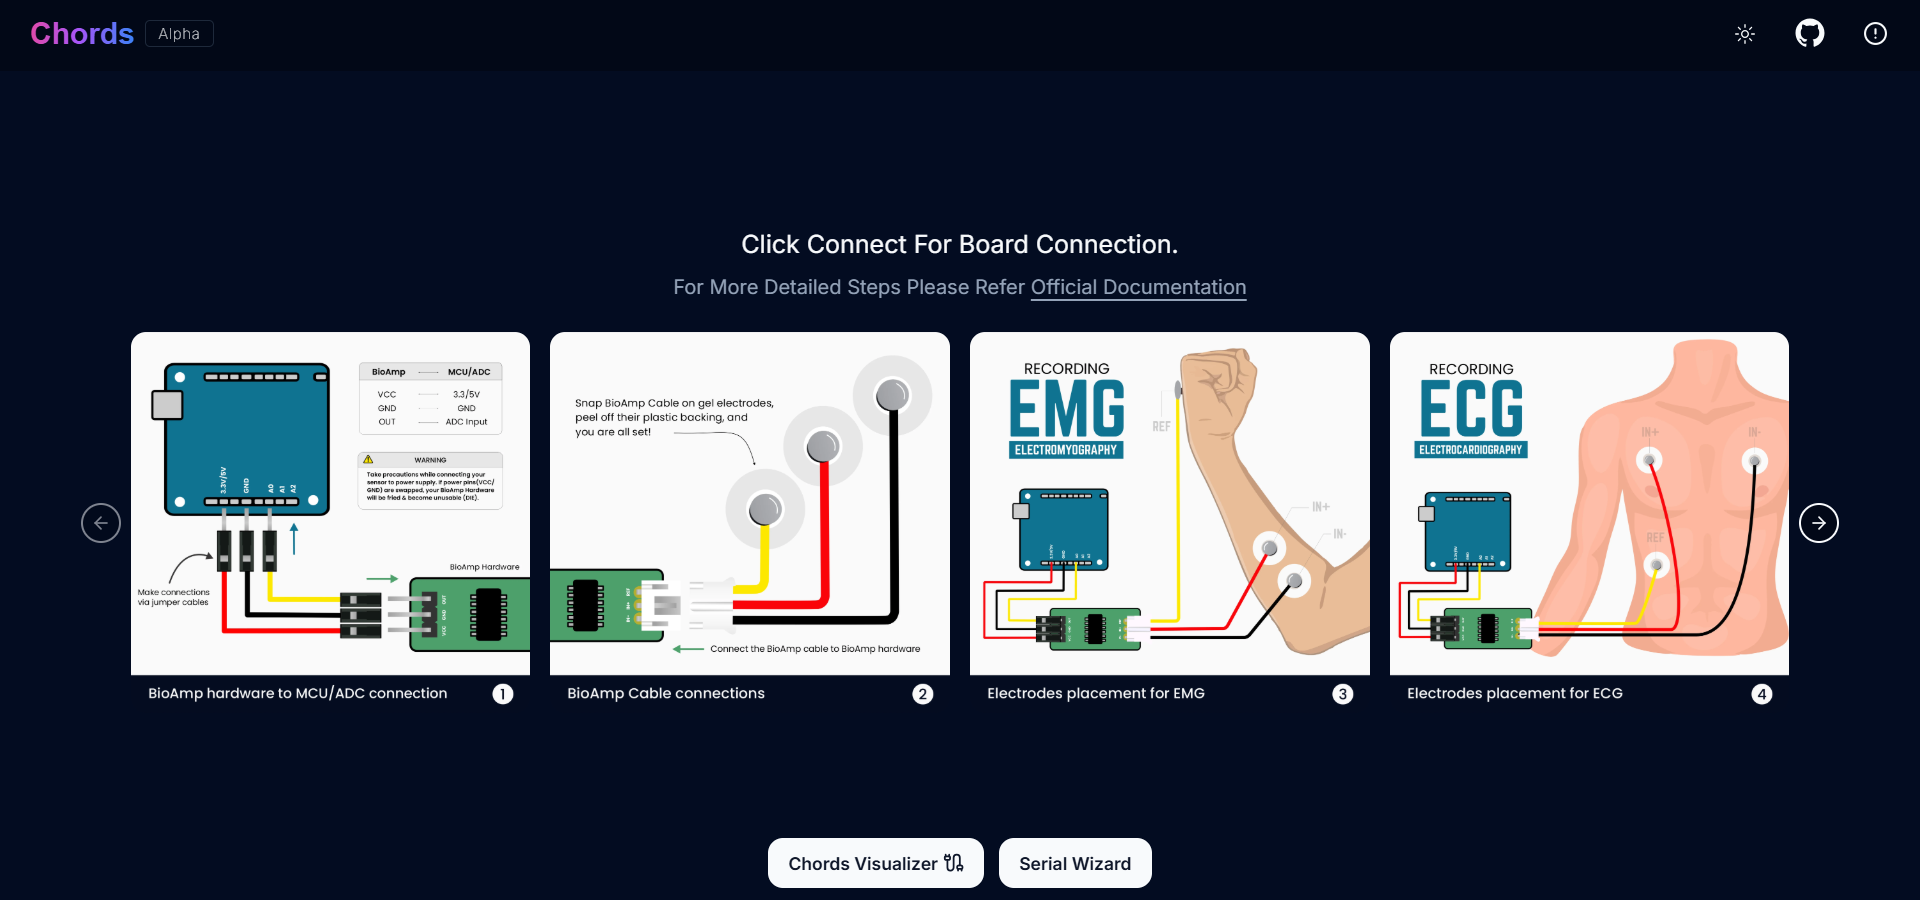 Chords
Alpha
Click Connect For Board Connection.
For More Detailed Steps Please Refer Official Documentation
BioAmp MCU/ADC
VCC 3.3/5V
GND GND
OUT ADC Input
WARNING
Take precautions while connecting your
sensor to power supply. If power pins(VCC/
GND) are swapped, your BioAmp Hardware
will be fried & become unusable (DIE).
3.3V/5V
GND
A0
A1
A2
Make connections
via jumper cables
BioAmp Hardware
OUT
GND
VCC
BioAmp hardware to MCU/ADC connection
1
Snap BioAmp Cable on gel electrodes,
peel off their plastic backing, and
you are all set!
Connect the BioAmp cable to BioAmp hardware
BioAmp Cable connections
2
RECORDING
EMG
ELECTROMYOGRAPHY
REF
IN+
IN-
Electrodes placement for EMG
3
RECORDING
ECG
ELECTROCARDIOGRAPHY
IN+
IN-
REF
Electrodes placement for ECG
4
Chords Visualizer
Serial Wizard